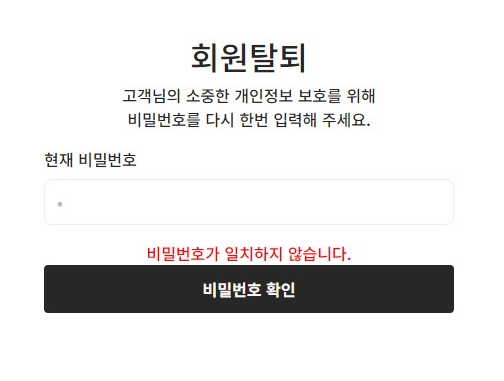 회원탈퇴
고객님의 소중한 개인정보 보호를 위해
비밀번호를 다시 한번 입력해 주세요.
현재 비밀번호
•
비밀번호가 일치하지 않습니다.
비밀번호 확인